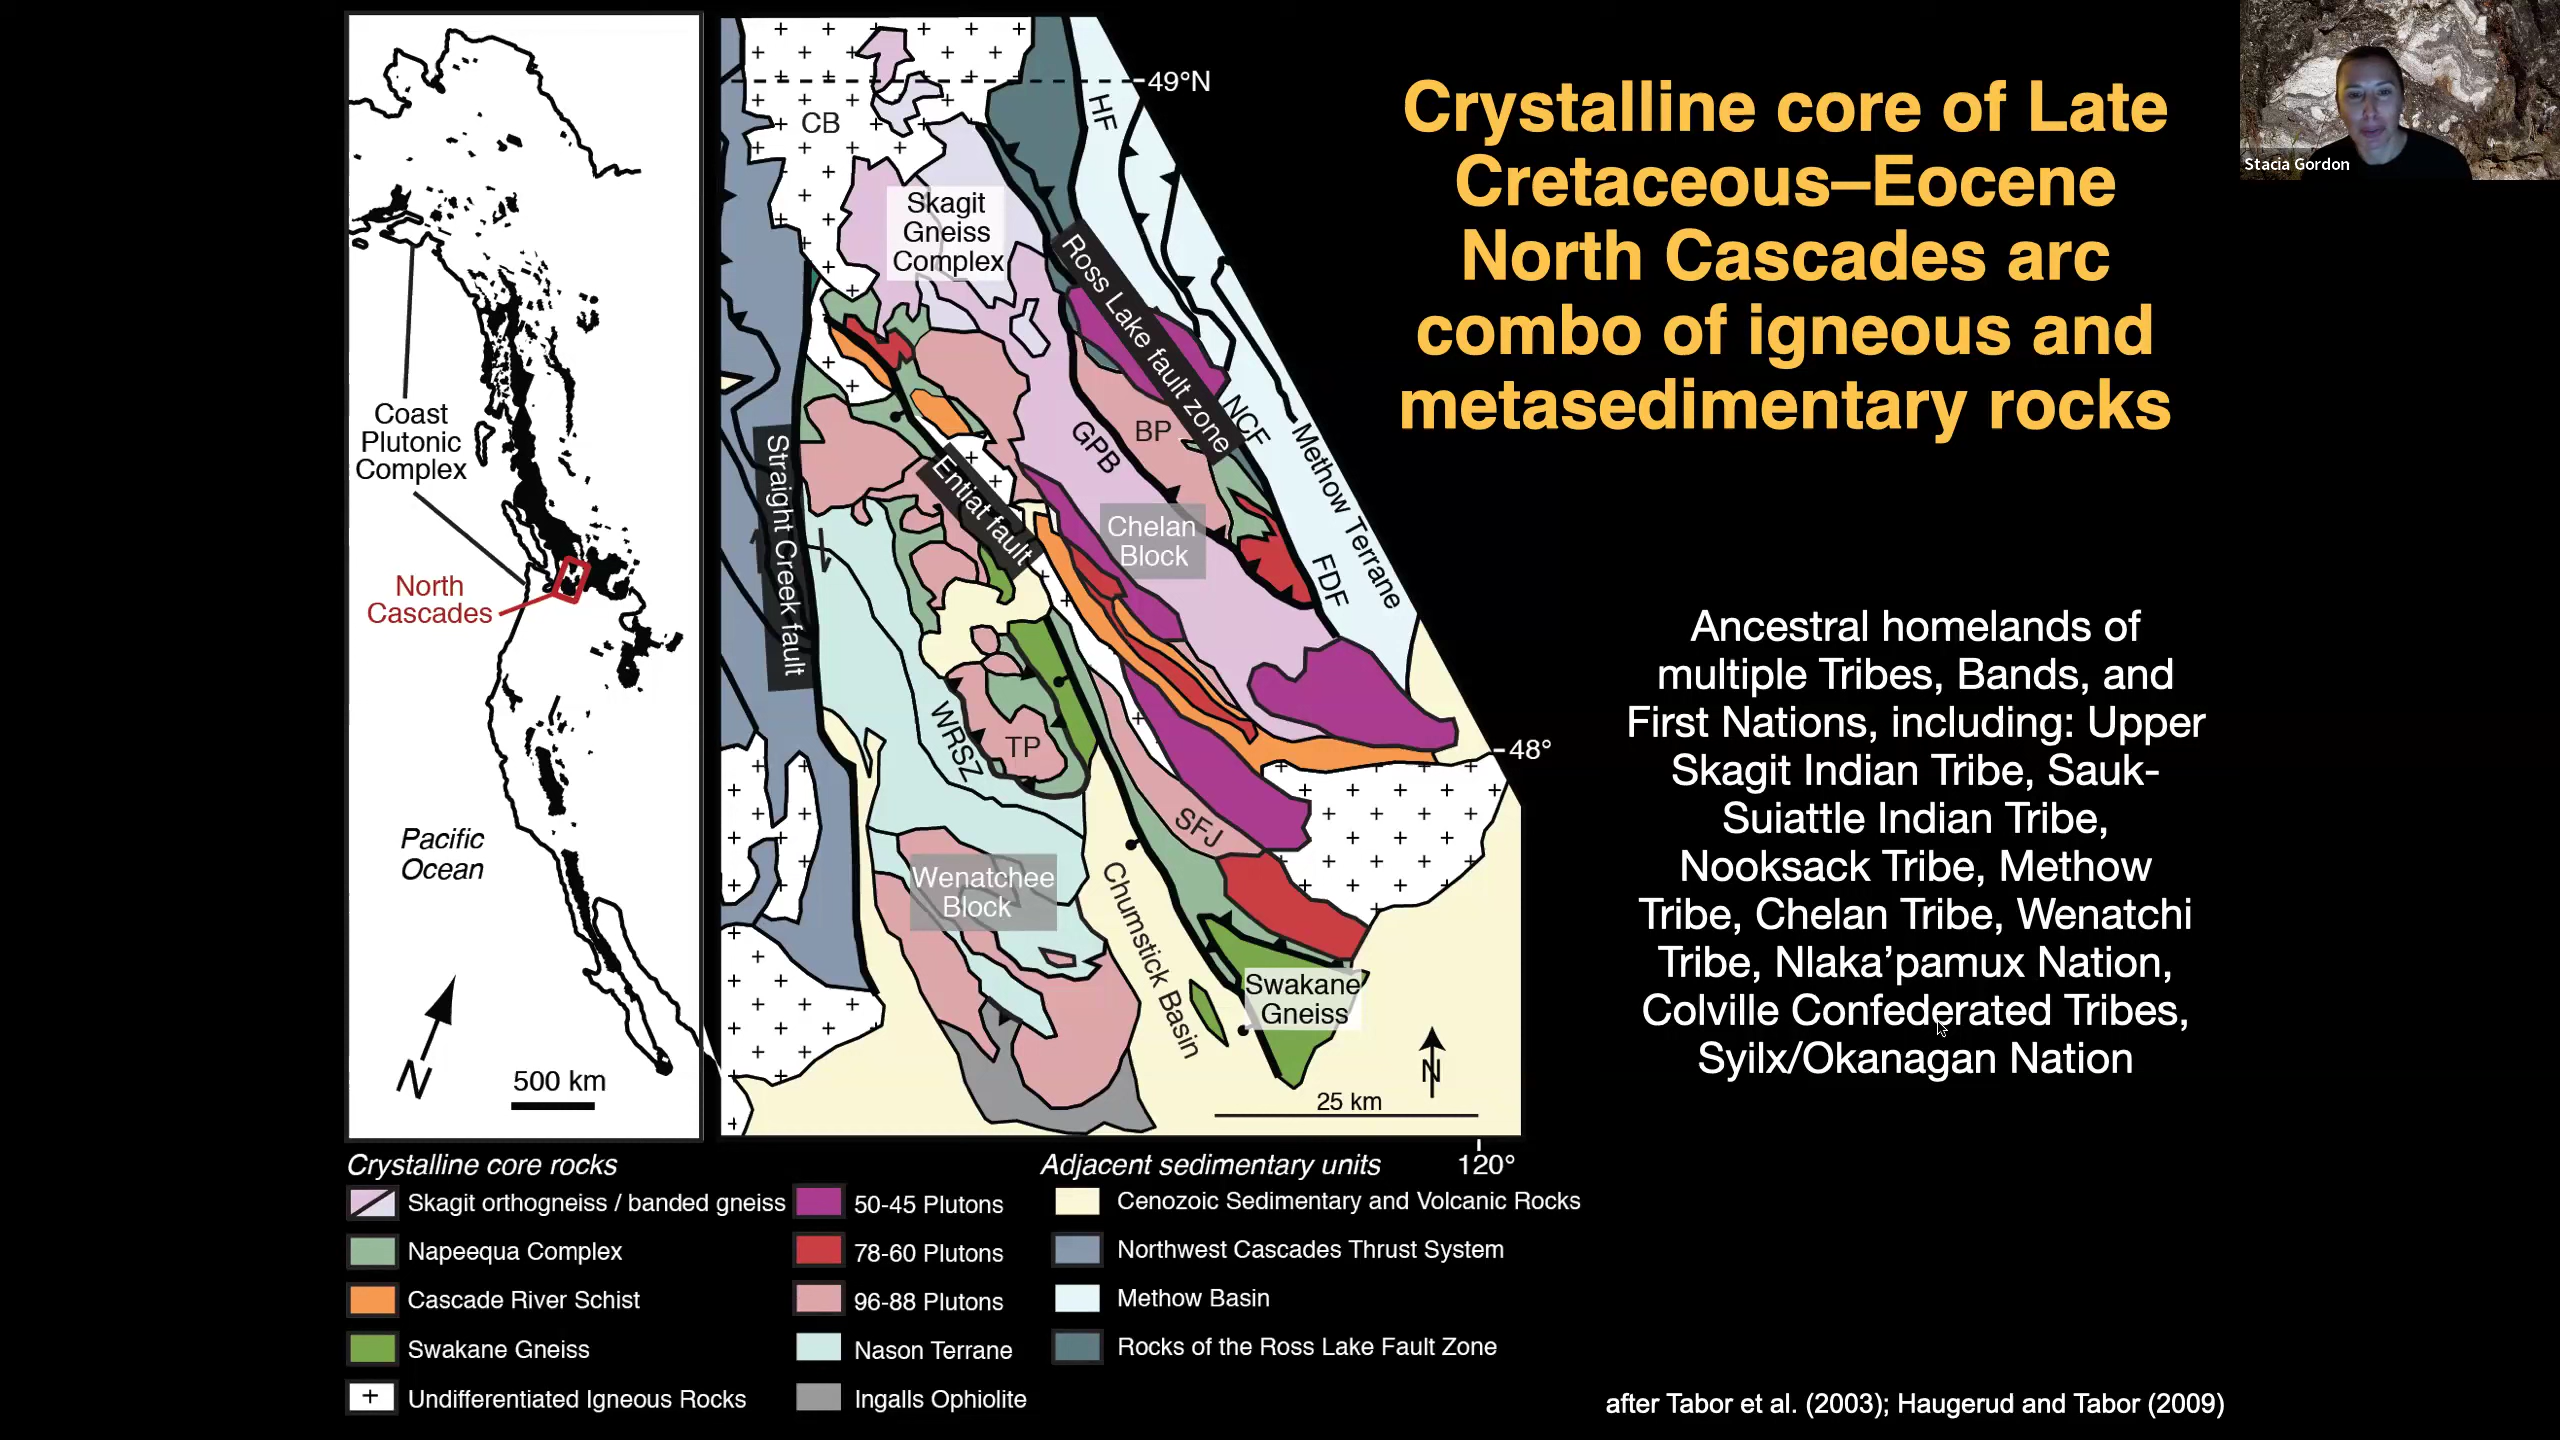 Crystalline core of Late
Cretaceous–Eocene
North Cascades arc
combo of igneous and
metasedimentary rocks
Stacia Gordon
Ancestral homelands of
multiple Tribes, Bands, and
First Nations, including: Upper
Skagit Indian Tribe, Sauk-
Suiattle Indian Tribe,
Nooksack Tribe, Methow
Tribe, Chelan Tribe, Wenatchi
Tribe, Nlaka’pamux Nation,
Colville Confederated Tribes,
Syilx/Okanagan Nation
Coast
Plutonic
Complex
North
Cascades
Pacific
Ocean
N
500 km
49°N
CB
HF
Skagit
Gneiss
Complex
Ross Lake fault zone
NCF
BP
GPB
Methow Terrane
Straight Creek fault
Entiat fault
Chelan
Block
FDF
WRSZ
TP
48°
SFJ
Wenatchee
Block
Chumstick Basin
Swakane
Gneiss
N
25 km
120°
Crystalline core rocks
Skagit orthogneiss / banded gneiss
Napeequa Complex
Cascade River Schist
Swakane Gneiss
Undifferentiated Igneous Rocks
50-45 Plutons
78-60 Plutons
96-88 Plutons
Nason Terrane
Ingalls Ophiolite
Adjacent sedimentary units
Cenozoic Sedimentary and Volcanic Rocks
Northwest Cascades Thrust System
Methow Basin
Rocks of the Ross Lake Fault Zone
after Tabor et al. (2003); Haugerud and Tabor (2009)